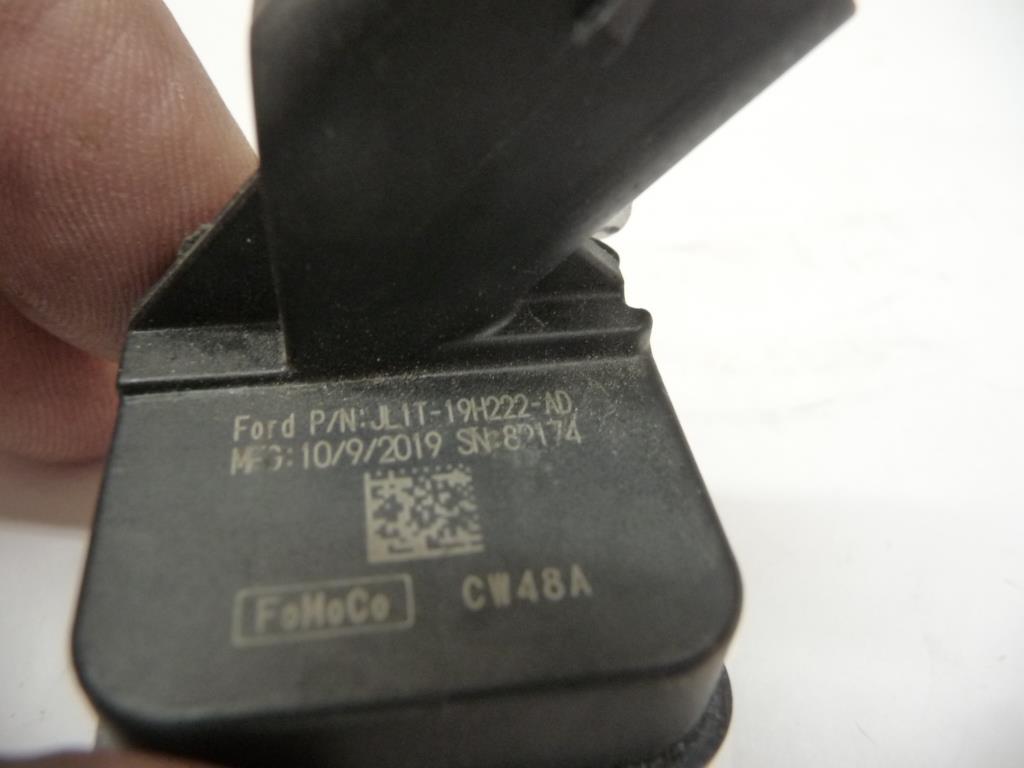 Ford P/N:JL1T-19H222-AD
MFG:10/9/2019 SN:82174
FoMoCo CW48A